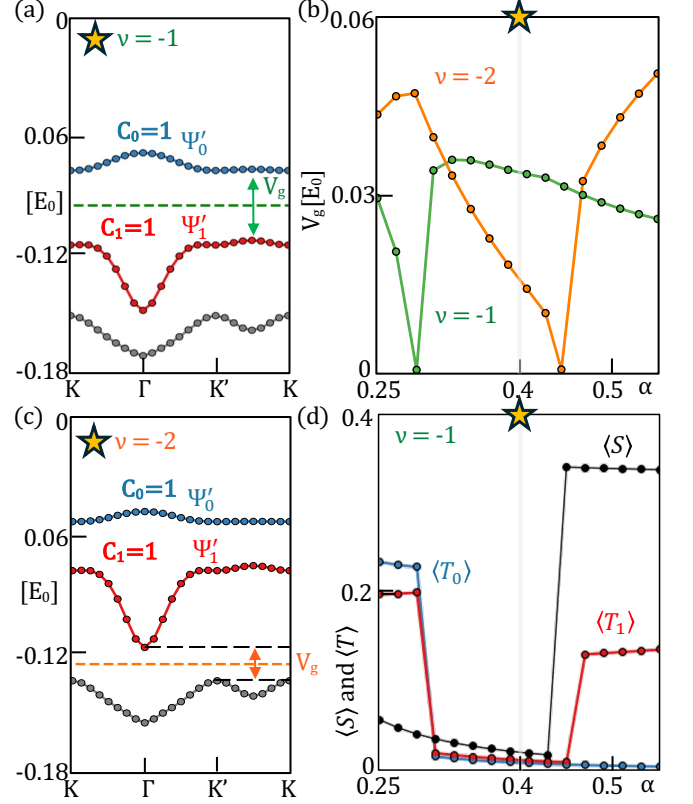 (a)
0
ν = -1
C₀=1 Ψ′₀
0.06
[E₀]
V_g
C₁=1 Ψ′₁
-0.12
-0.18
K Γ K' K
(b)
0.06
ν = -2
V_g [E₀]
0.03
ν = -1
0
0.25 0.4 0.5 α
(c)
0
ν = -2
C₀=1 Ψ′₀
0.06
C₁=1 Ψ′₁
[E₀]
-0.12
V_g
-0.18
K Γ K' K
(d)
0.4
ν = -1
⟨S⟩
⟨T₀⟩
0.2
⟨T₁⟩
⟨S⟩ and ⟨T⟩
0
0.25 0.4 0.5 α